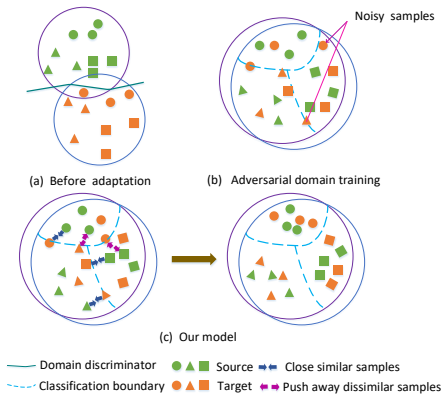 Noisy samples
(a) Before adaptation
(b) Adversarial domain training
(c) Our model
Domain discriminator
Source
Close similar samples
Classification boundary
Target
Push away dissimilar samples